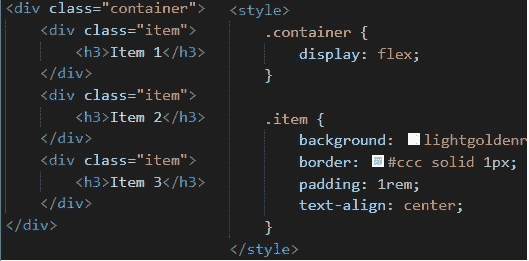 <div class="container">
<div class="item">
<h3>Item 1</h3>
</div>
<div class="item">
<h3>Item 2</h3>
</div>
<div class="item">
<h3>Item 3</h3>
</div>
</div>
<style>
.container {
display: flex;
}
.item {
background:
border: #ccc solid 1px;
padding: 1rem;
text-align: center;
}
</style>